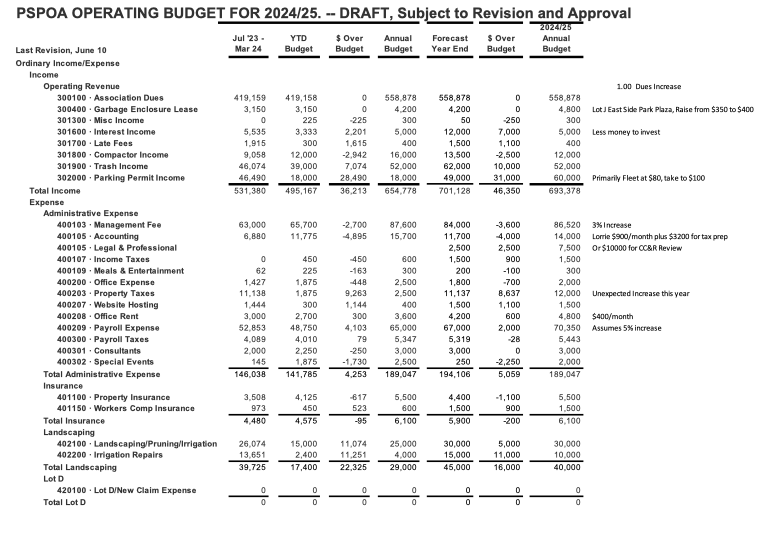 PSPOA OPERATING BUDGET FOR 2024/25. -- DRAFT, Subject to Revision and Approval
2024/25
Jul '23 - YTD $ Over Annual Forecast $ Over Annual
Last Revision, June 10 Mar 24 Budget Budget Budget Year End Budget Budget
Ordinary Income/Expense
Income
Operating Revenue 1.00 Dues Increase
300100 · Association Dues 419,159 419,158 0 558,878 558,878 0 558,878
300400 · Garbage Enclosure Lease 3,150 3,150 0 4,200 4,200 0 4,800 Lot J East Side Park Plaza, Raise from $350 to $400
301300 · Misc Income 0 225 -225 300 50 -250 300
301600 · Interest Income 5,535 3,333 2,201 5,000 12,000 7,000 5,000 Less money to invest
301700 · Late Fees 1,915 300 1,615 400 1,500 1,100 400
301800 · Compactor Income 9,058 12,000 -2,942 16,000 13,500 -2,500 12,000
301900 · Trash Income 46,074 39,000 7,074 52,000 62,000 10,000 52,000
302000 · Parking Permit Income 46,490 18,000 28,490 18,000 49,000 31,000 60,000 Primarily Fleet at $80, take to $100
Total Income 531,380 495,167 36,213 654,778 701,128 46,350 693,378
Expense
Administrative Expense
400103 · Management Fee 63,000 65,700 -2,700 87,600 84,000 -3,600 86,520 3% Increase
400105 · Accounting 6,880 11,775 -4,895 15,700 11,700 -4,000 14,000 Lorrie $900/month plus $3200 for tax prep
400105 · Legal & Professional 2,500 2,500 7,500 Or $10000 for CC&R Review
400107 · Income Taxes 0 450 -450 600 1,500 900 1,500
400109 · Meals & Entertainment 62 225 -163 300 200 -100 300
400200 · Office Expense 1,427 1,875 -448 2,500 1,800 -700 2,000
400203 · Property Taxes 11,138 1,875 9,263 2,500 11,137 8,637 12,000 Unexpected Increase this year
400207 · Website Hosting 1,444 300 1,144 400 1,500 1,100 1,500
400208 · Office Rent 3,000 2,700 300 3,600 4,200 600 4,800 $400/month
400209 · Payroll Expense 52,853 48,750 4,103 65,000 67,000 2,000 70,350 Assumes 5% increase
400300 · Payroll Taxes 4,089 4,010 79 5,347 5,319 -28 5,443
400301 · Consultants 2,000 2,250 -250 3,000 3,000 0 3,000
400302 · Special Events 145 1,875 -1,730 2,500 250 -2,250 2,000
Total Administrative Expense 146,038 141,785 4,253 189,047 194,106 5,059 189,047
Insurance
401100 · Property Insurance 3,508 4,125 -617 5,500 4,400 -1,100 5,500
401150 · Workers Comp Insurance 973 450 523 600 1,500 900 1,500
Total Insurance 4,480 4,575 -95 6,100 5,900 -200 6,100
Landscaping
402100 · Landscaping/Pruning/Irrigation 26,074 15,000 11,074 25,000 30,000 5,000 30,000
402200 · Irrigation Repairs 13,651 2,400 11,251 4,000 15,000 11,000 10,000
Total Landscaping 39,725 17,400 22,325 29,000 45,000 16,000 40,000
Lot D
420100 · Lot D/New Claim Expense 0 0 0 0 0 0 0
Total Lot D 0 0 0 0 0 0 0